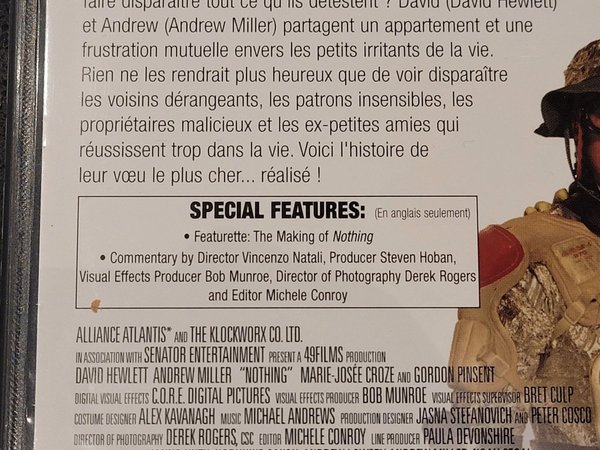 faire disparaître tout ce qu'ils détestent ? David (David Hewlett)
et Andrew (Andrew Miller) partagent un appartement et une
frustration mutuelle envers les petits irritants de la vie.
Rien ne les rendrait plus heureux que de voir disparaître
les voisins dérangeants, les patrons insensibles, les
propriétaires malicieux et les ex-petites amies qui
réussissent trop dans la vie. Voici l'histoire de
leur vœu le plus cher... réalisé !
SPECIAL FEATURES: (En anglais seulement)
• Featurette: The Making of Nothing
• Commentary by Director Vincenzo Natali, Producer Steven Hoban,
Visual Effects Producer Bob Munroe, Director of Photography Derek Rogers
and Editor Michele Conroy
ALLIANCE ATLANTIS* AND THE KLOCKWORX CO. LTD.
IN ASSOCIATION WITH SENATOR ENTERTAINMENT PRESENT A 49FILMS PRODUCTION
DAVID HEWLETT ANDREW MILLER "NOTHING" MARIE-JOSÉE CROZE AND GORDON PINSENT
DIGITAL VISUAL EFFECTS C.O.R.E. DIGITAL PICTURES VISUAL EFFECTS PRODUCER BOB MUNROE VISUAL EFFECTS SUPERVISOR BRET CULP
COSTUME DESIGNER ALEX KAVANAGH MUSIC MICHAEL ANDREWS PRODUCTION DESIGNER JASNA STEFANOVICH AND PETER COSCO
DIRECTOR OF PHOTOGRAPHY DEREK ROGERS, CSC EDITOR MICHELE CONROY LINE PRODUCER PAULA DEVONSHIRE